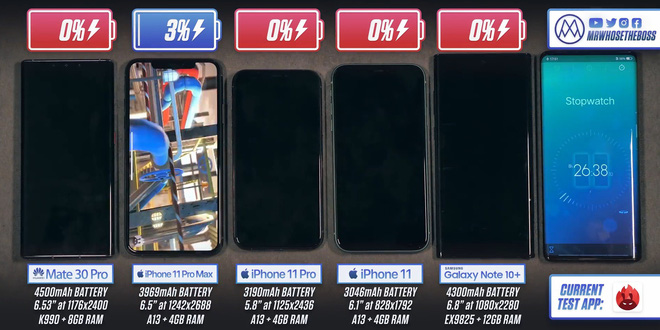 0%
3%
0%
0%
0%
MRWHOSETHEBOSS
Stopwatch
26:38
HUAWEI
Mate 30 Pro
iPhone 11 Pro Max
iPhone 11 Pro
iPhone 11
SAMSUNG
Galaxy Note 10+
4500mAh BATTERY
6.53" at 1176x2400
K990 + 8GB RAM
3969mAh BATTERY
6.5" at 1242x2688
A13 + 4GB RAM
3190mAh BATTERY
5.8" at 1125x2436
A13 + 4GB RAM
3046mAh BATTERY
6.1" at 828x1792
A13 + 4GB RAM
4300mAh BATTERY
6.8" at 1080x2280
EX9825 + 12GB RAM
CURRENT
TEST APP: